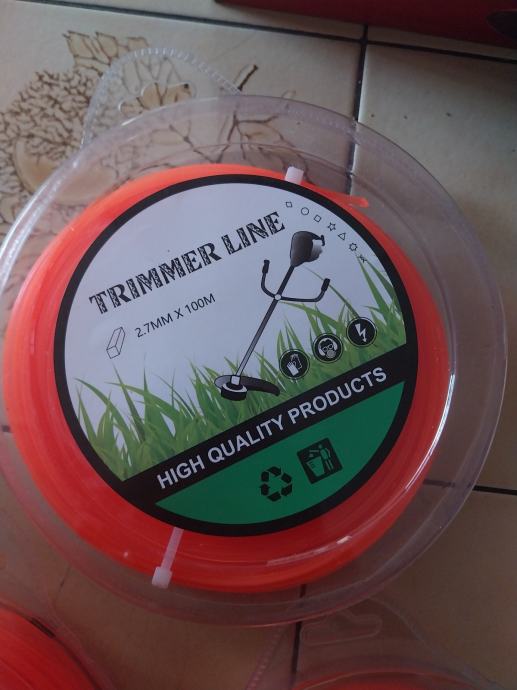 TRIMMER LINE
2.7MM X 100M
HIGH QUALITY PRODUCTS